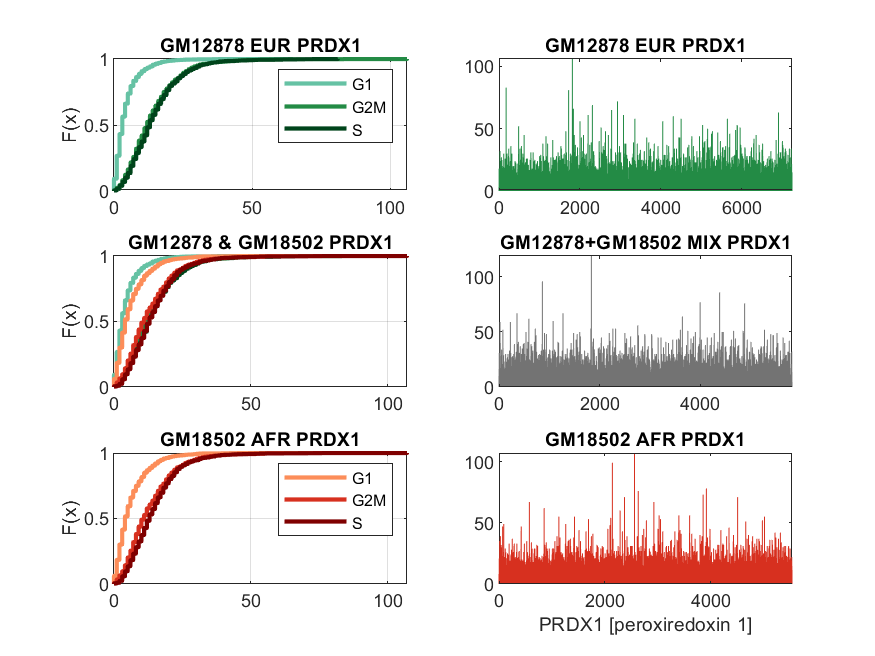 GM12878 EUR PRDX1
F(x)
1
0.5
0
0
50
100
G1
G2M
S
GM12878 EUR PRDX1
100
50
0
0
2000
4000
6000
GM12878 & GM18502 PRDX1
F(x)
1
0.5
0
0
50
100
GM12878+GM18502 MIX PRDX1
100
50
0
0
2000
4000
GM18502 AFR PRDX1
F(x)
1
0.5
0
0
50
100
G1
G2M
S
GM18502 AFR PRDX1
100
50
0
0
2000
4000
PRDX1 [peroxiredoxin 1]